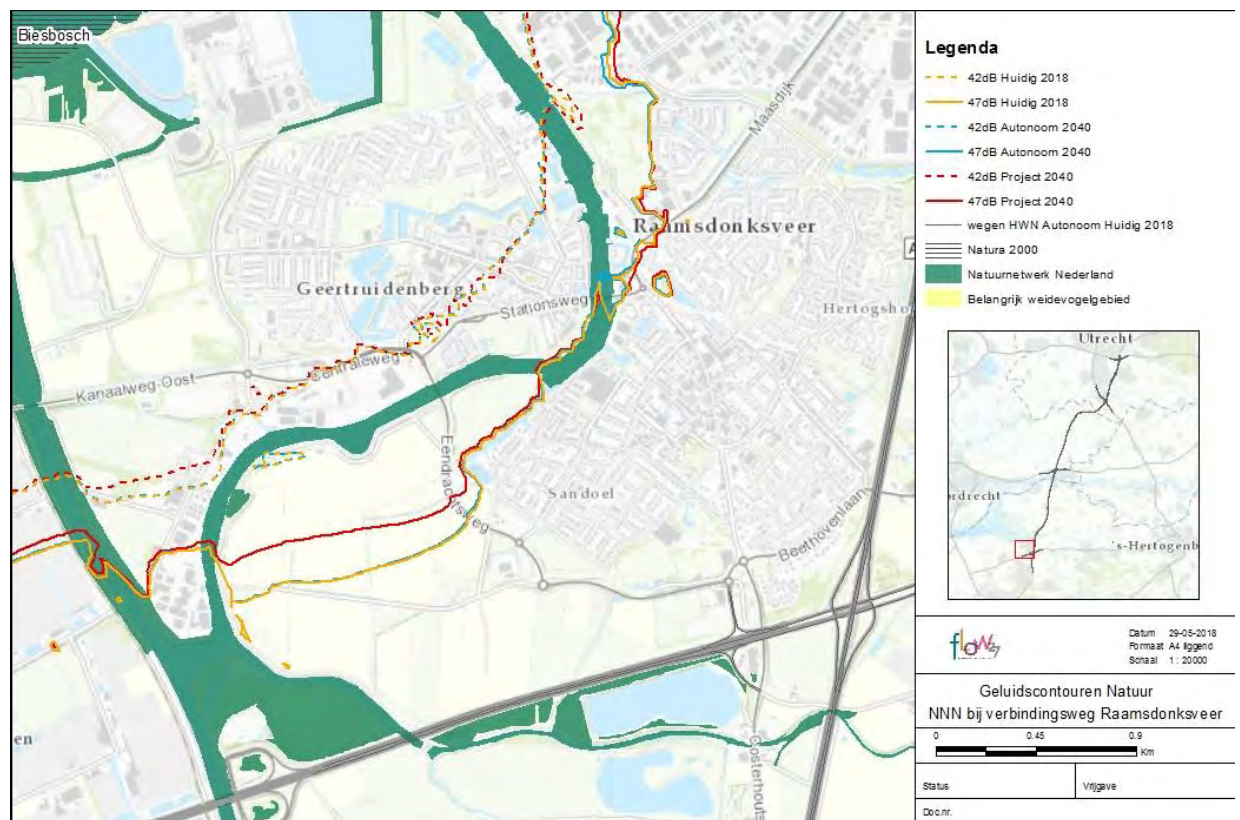 Biesbosch
Maasdijk
Raamsdonksveer
Geertruidenberg
Stationsweg
Hertogsho
A
Centraleweg
Kanaalweg-Oost
Eendrachtsweg
Sandoel
Beethovenlaan
Oosterhouts
en
Legenda
42dB Huidig 2018
47dB Huidig 2018
42dB Autonoom 2040
47dB Autonoom 2040
42dB Project 2040
47dB Project 2040
wegen HWN Autonoom Huidig 2018
Natura 2000
Natuurnetwerk Nederland
Belangrijk weidevogelgebied
Utrecht
ordrecht
's-Hertogenb
flow27
Datum 29-05-2018
Formaat A4 liggend
Schaal 1 : 20000
Geluidscontouren Natuur
NNN bij verbindingsweg Raamsdonksveer
0 0.45 0.9
Km
Status Vrijgave
Doc.nr.